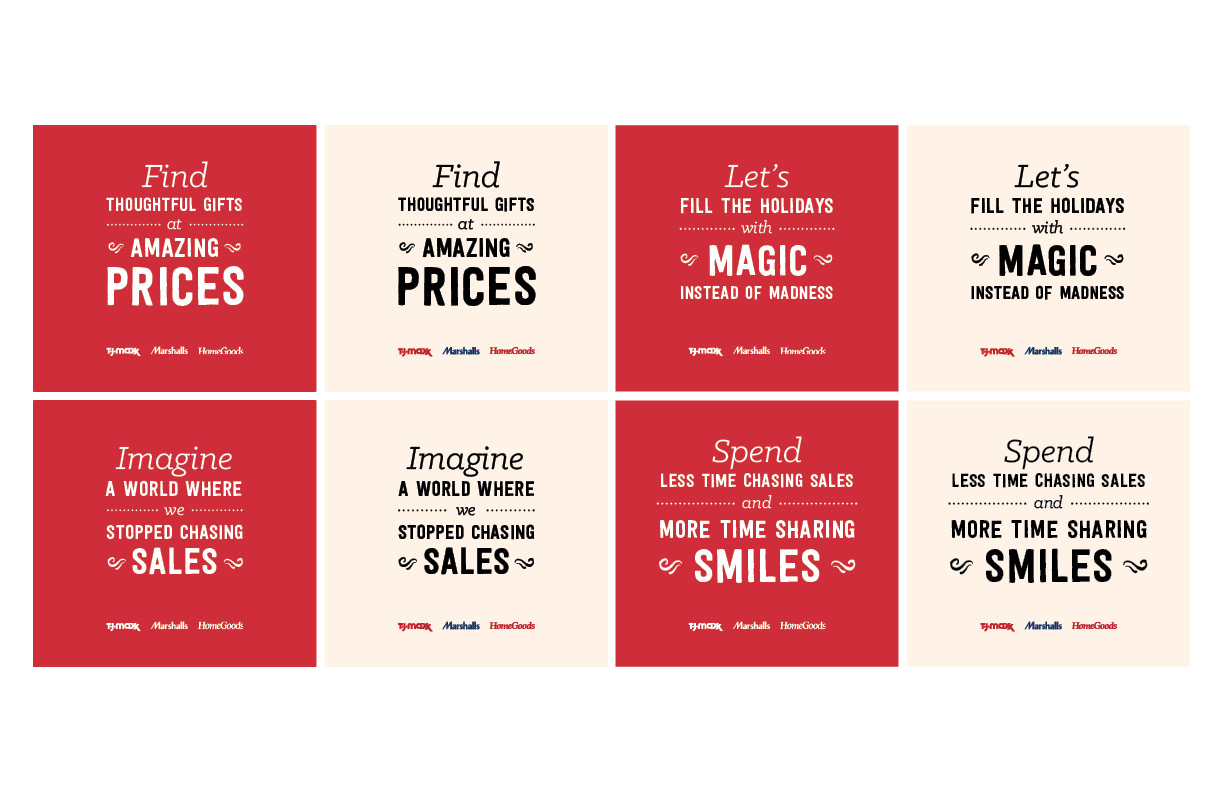 Find
THOUGHTFUL GIFTS
at
AMAZING
PRICES
T.J.maxx Marshalls HomeGoods
Find
THOUGHTFUL GIFTS
at
AMAZING
PRICES
T.J.maxx Marshalls HomeGoods
Let's
FILL THE HOLIDAYS
with
MAGIC
INSTEAD OF MADNESS
T.J.maxx Marshalls HomeGoods
Let's
FILL THE HOLIDAYS
with
MAGIC
INSTEAD OF MADNESS
T.J.maxx Marshalls HomeGoods
Imagine
A WORLD WHERE
we
STOPPED CHASING
SALES
T.J.maxx Marshalls HomeGoods
Imagine
A WORLD WHERE
we
STOPPED CHASING
SALES
T.J.maxx Marshalls HomeGoods
Spend
LESS TIME CHASING SALES
and
MORE TIME SHARING
SMILES
T.J.maxx Marshalls HomeGoods
Spend
LESS TIME CHASING SALES
and
MORE TIME SHARING
SMILES
T.J.maxx Marshalls HomeGoods